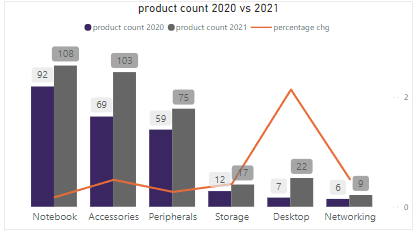 product count 2020 vs 2021
product count 2020 product count 2021 percentage chg
92 108 69 103 59 75 12 17 7 22 6 9
2
0
Notebook Accessories Peripherals Storage Desktop Networking